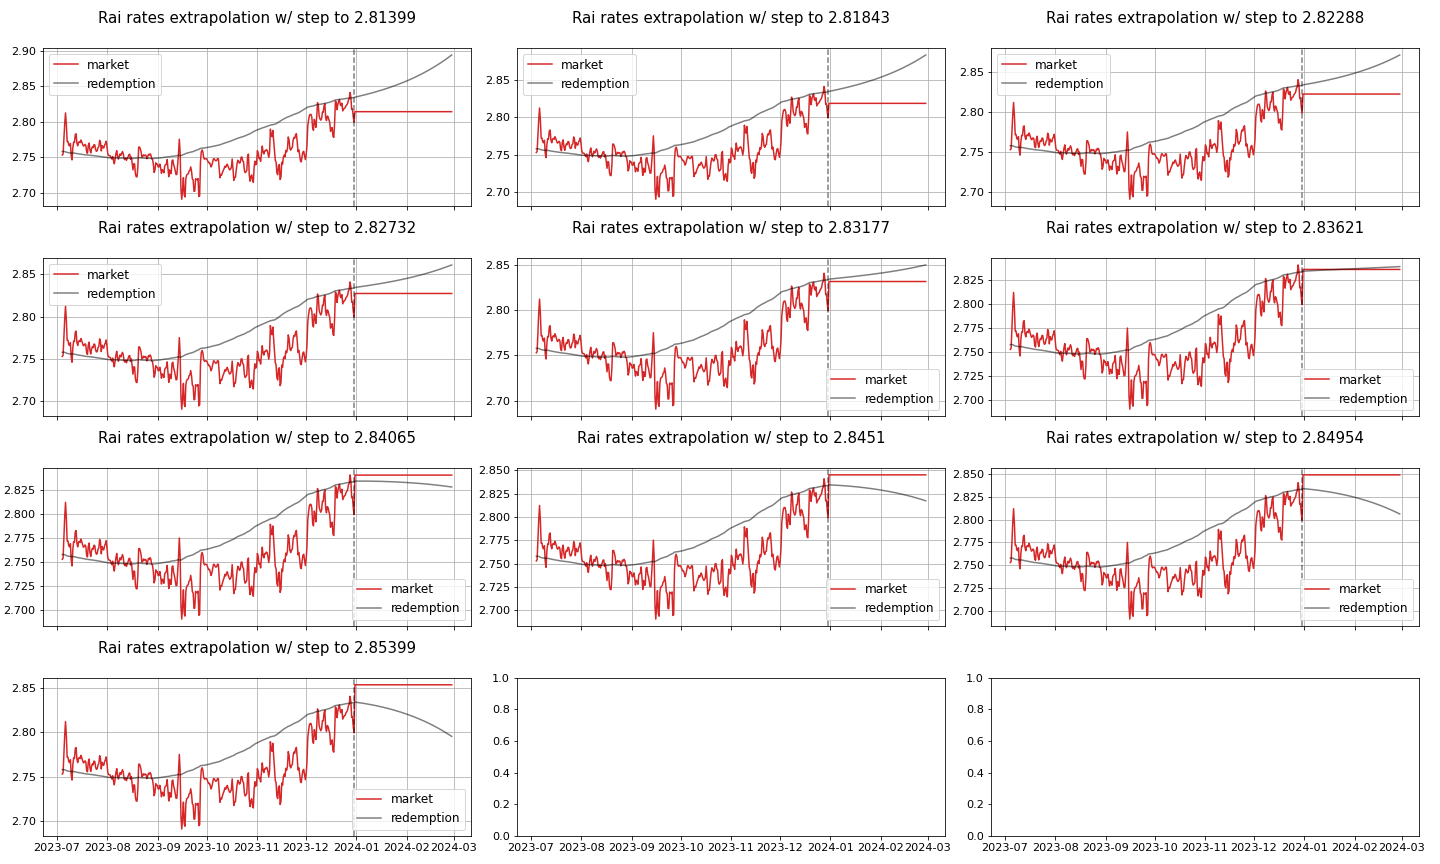 Rai rates extrapolation w/ step to 2.81399
2.90
2.85
2.80
2.75
2.70
market
redemption
Rai rates extrapolation w/ step to 2.81843
2.85
2.80
2.75
2.70
market
redemption
Rai rates extrapolation w/ step to 2.82288
2.85
2.80
2.75
2.70
market
redemption
Rai rates extrapolation w/ step to 2.82732
2.85
2.80
2.75
2.70
market
redemption
Rai rates extrapolation w/ step to 2.83177
2.85
2.80
2.75
2.70
market
redemption
Rai rates extrapolation w/ step to 2.83621
2.825
2.800
2.775
2.750
2.725
2.700
market
redemption
Rai rates extrapolation w/ step to 2.84065
2.825
2.800
2.775
2.750
2.725
2.700
market
redemption
Rai rates extrapolation w/ step to 2.8451
2.850
2.825
2.800
2.775
2.750
2.725
2.700
market
redemption
Rai rates extrapolation w/ step to 2.84954
2.850
2.825
2.800
2.775
2.750
2.725
2.700
market
redemption
Rai rates extrapolation w/ step to 2.85399
2.85
2.80
2.75
2.70
market
redemption
2023-07 2023-08 2023-09 2023-10 2023-11 2023-12 2024-01 2024-02 2024-03
1.0
0.8
0.6
0.4
0.2
0.0
2023-07 2023-08 2023-09 2023-10 2023-11 2023-12 2024-01 2024-02 2024-03
1.0
0.8
0.6
0.4
0.2
0.0
2023-07 2023-08 2023-09 2023-10 2023-11 2023-12 2024-01 2024-02 2024-03